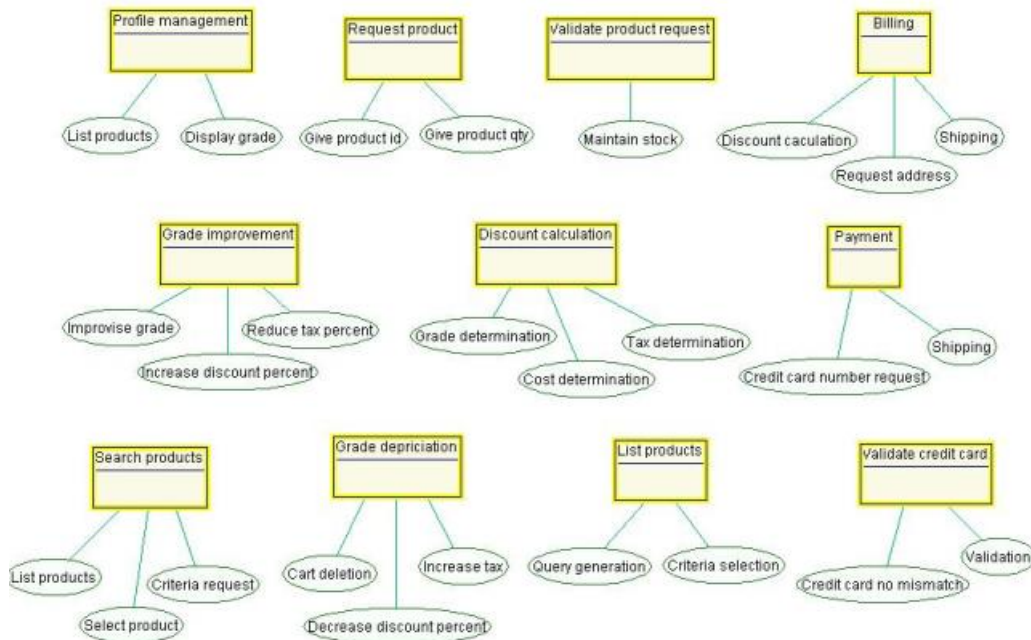 Profile management
Request product
Validate product request
Billing
List products
Display grade
Give product id
Give product qty
Maintain stock
Discount caculation
Request address
Shipping
Grade improvement
Discount calculation
Payment
Improvise grade
Increase discount percent
Reduce tax percent
Grade determination
Cost determination
Tax determination
Credit card number request
Shipping
Search products
Grade depriciation
List products
Validate credit card
List products
Select product
Criteria request
Cart deletion
Decrease discount percent
Increase tax
Query generation
Criteria selection
Credit card no mismatch
Validation